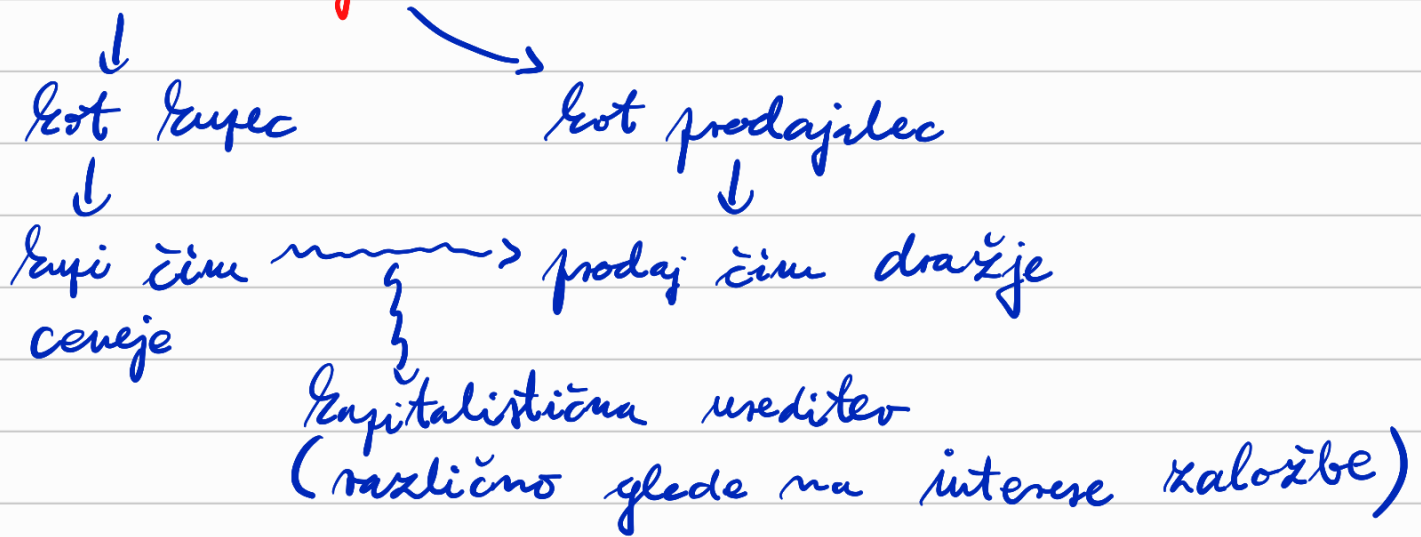 kot kupec kot prodajalec
kupi čim prodaj čim dražje
ceneje
kapitalistična ureditev
(različno glede na interese založbe)